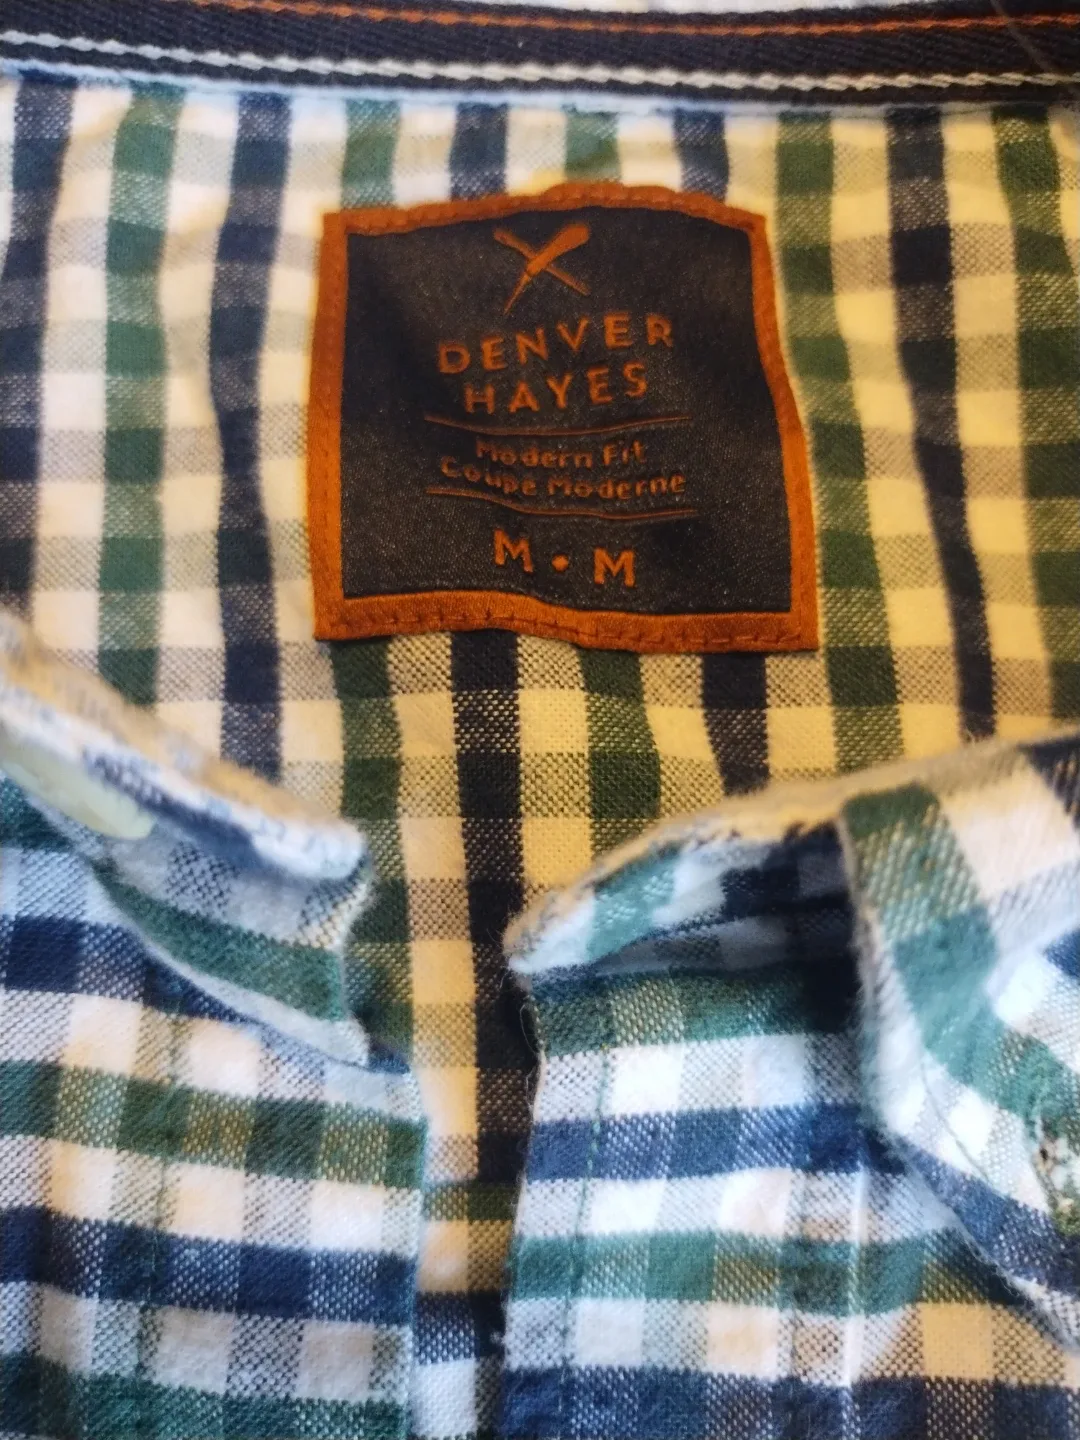 DENVER
HAYES
Modern Fit
Coupe Moderne
M • M